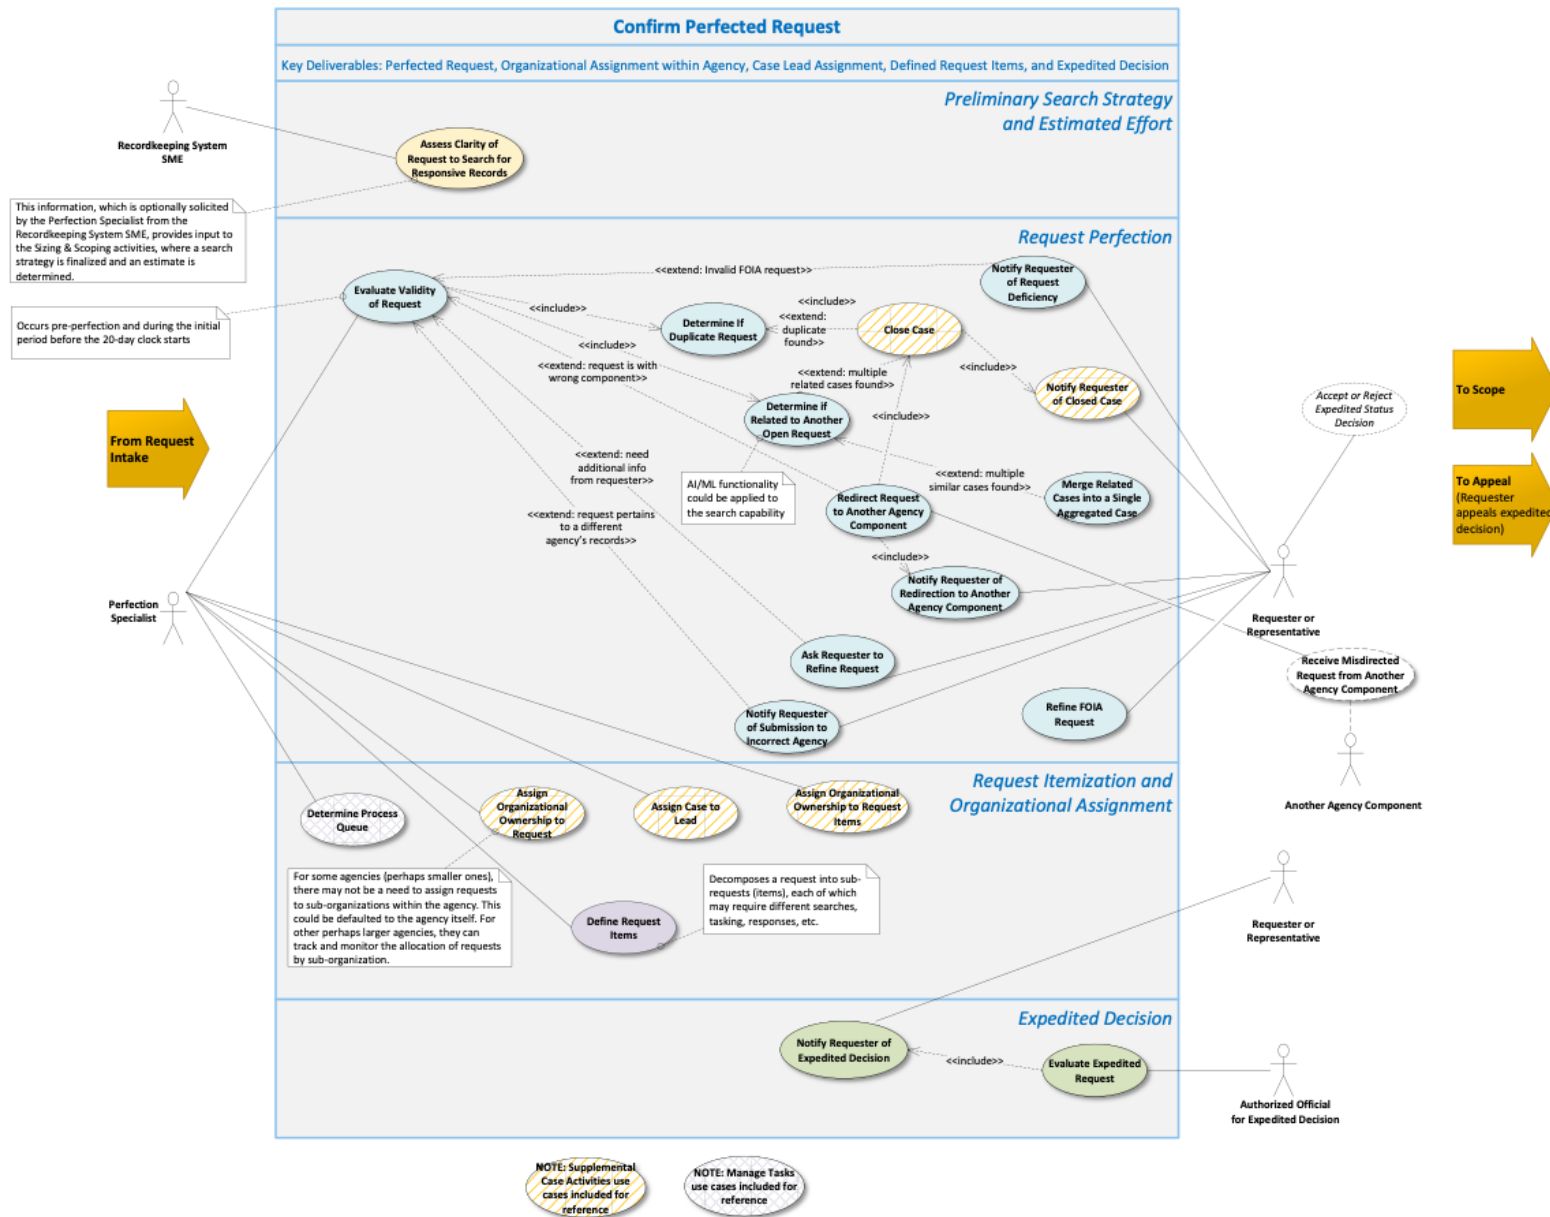 Confirm Perfected Request
Key Deliverables: Perfected Request, Organizational Assignment within Agency, Case Lead Assignment, Defined Request Items, and Expedited Decision
Preliminary Search Strategy
and Estimated Effort
Recordkeeping System
SME
Assess Clarity of
Request to Search for
Responsive Records
This information, which is optionally solicited
by the Perfection Specialist from the
Recordkeeping System SME, provides input to
the Sizing & Scoping activities, where a search
strategy is finalized and an estimate is
determined.
Request Perfection
Occurs pre-perfection and during the initial
period before the 20-day clock starts
Evaluate Validity
of Request
<<extend: Invalid FOIA request>>
Notify Requester
of Request
Deficiency
<<include>>
Determine If
Duplicate Request
<<include>>
<<extend:
duplicate
found>>
Close Case
<<include>>
<<extend: request is with
wrong component>>
<<extend: multiple
related cases found>>
<<include>>
Notify Requester
of Closed Case
Determine if
Related to Another
Open Request
<<include>>
From Request
Intake
Accept or Reject
Expedited Status
Decision
To Scope
To Appeal
(Requester
appeals expedited
decision)
<<extend: need
additional info
from requester>>
AI/ML functionality
could be applied to
the search capability
<<extend: multiple
similar cases found>>
Redirect Request
to Another Agency
Component
Merge Related
Cases into a Single
Aggregated Case
<<extend: request pertains
to a different
agency's records>>
<<include>>
Notify Requester of
Redirection to Another
Agency Component
Perfection
Specialist
Requester or
Representative
Ask Requester to
Refine Request
Receive Misdirected
Request from Another
Agency Component
Notify Requester
of Submission to
Incorrect Agency
Refine FOIA
Request
Another Agency Component
Request Itemization and
Organizational Assignment
Determine Process
Queue
Assign
Organizational
Ownership to
Request
Assign Case to
Lead
Assign Organizational
Ownership to Request
Items
For some agencies (perhaps smaller ones),
there may not be a need to assign requests
to sub-organizations within the agency. This
could be defaulted to the agency itself. For
other perhaps larger agencies, they can
track and monitor the allocation of requests
by sub-organization.
Define Request
Items
Decomposes a request into sub-
requests (items), each of which
may require different searches,
tasking, responses, etc.
Requester or
Representative
Expedited Decision
Notify Requester of
Expedited Decision
<<include>>
Evaluate Expedited
Request
Authorized Official
for Expedited Decision
NOTE: Supplemental
Case Activities use
cases included for
reference
NOTE: Manage Tasks
use cases included for
reference